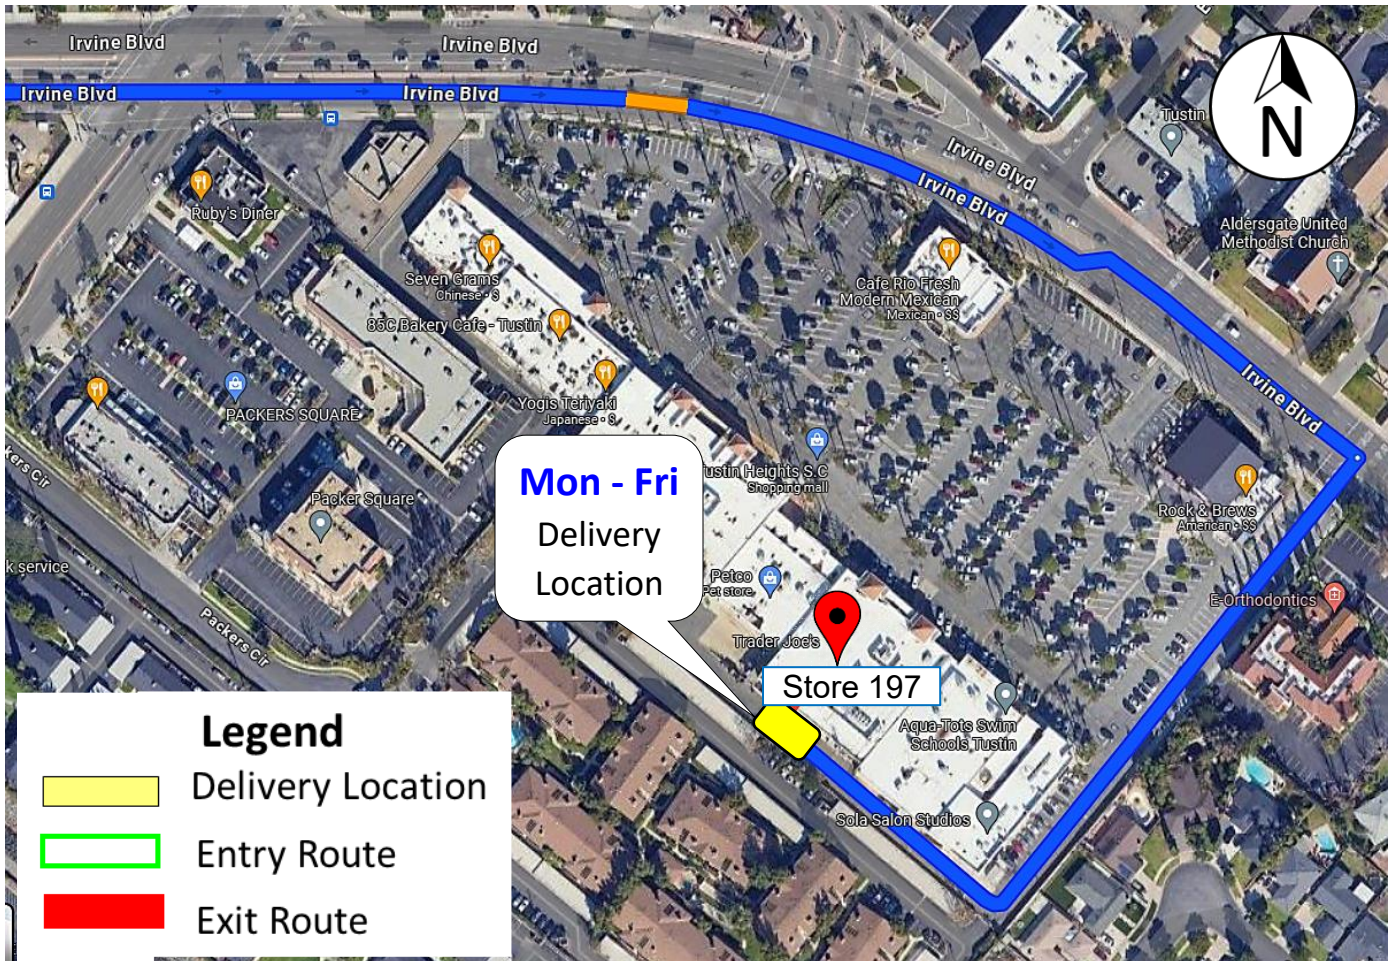 Irvine Blvd
Irvine Blvd
Irvine Blvd
Irvine Blvd
N
Tustin
Irvine Blvd
Irvine Blvd
Ruby's Diner
Aldersgate United
Methodist Church
Seven Grams
Chinese · $
Cafe Rio Fresh
Modern Mexican
Mexican · $$
85C Bakery Cafe - Tustin
Irvine Blvd
PACKERS SQUARE
Yogis Teriyaki
Japanese · $
kers Cir
Mon - Fri
Delivery
Location
ustin Heights S.C
Shopping mall
Packer Square
Rock & Brews
American · $$
k service
Petco
Pet store
E-Orthodontics
Packers Cir
Trader Joe's
Store 197
Aqua-Tots Swim
Schools Tustin
Sola Salon Studios
Legend
Delivery Location
Entry Route
Exit Route